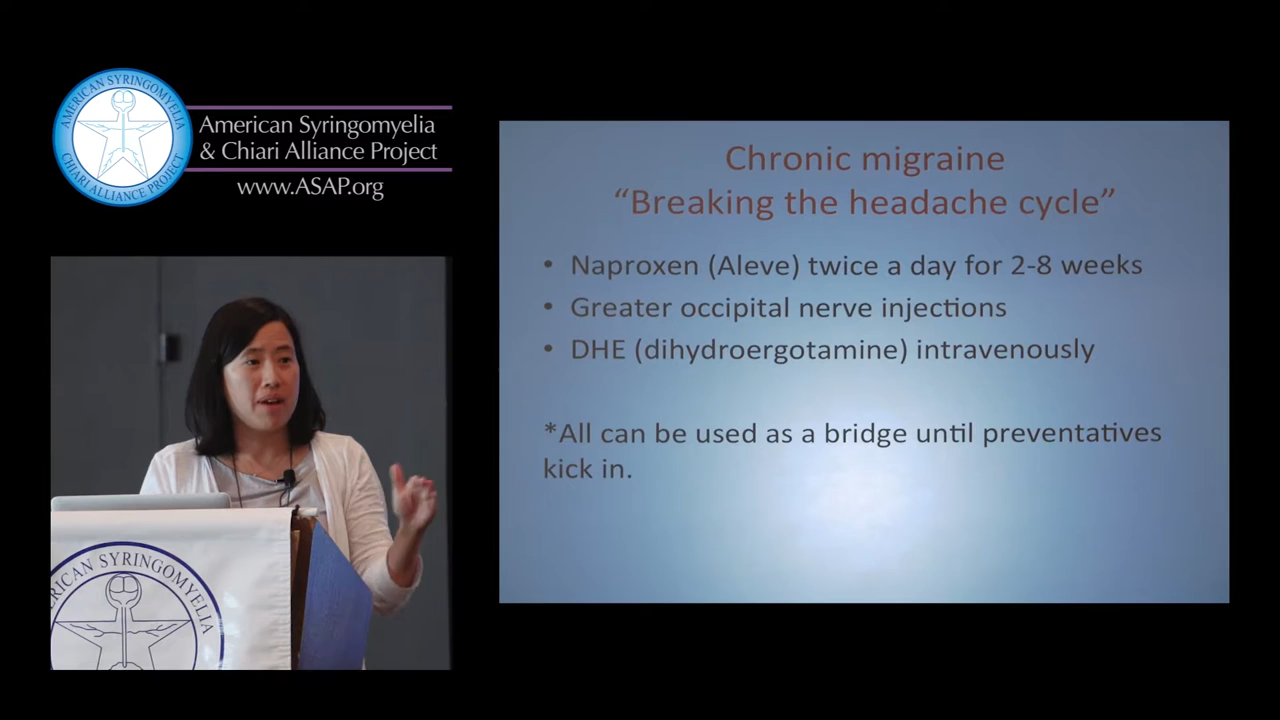 AMERICAN SYRINGOMYELIA
CHIARI ALLIANCE PROJECT
American Syringomyelia
& Chiari Alliance Project
www.ASAP.org
Chronic migraine
“Breaking the headache cycle”
• Naproxen (Aleve) twice a day for 2-8 weeks
• Greater occipital nerve injections
• DHE (dihydroergotamine) intravenously
*All can be used as a bridge until preventatives
kick in.
RICAN SYRINGOMYELIA